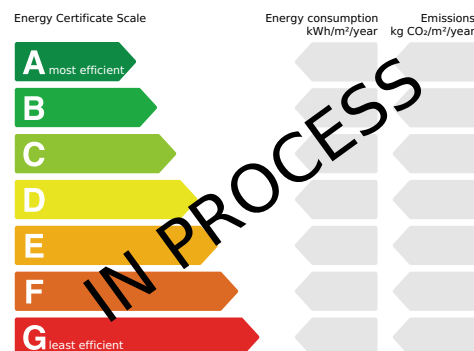 Energy Certificate Scale
Energy consumption
kWh/m²/year
Emissions
kg CO₂/m²/year
A most efficient
B
C
D
E
F
G least efficient
IN PROCESS